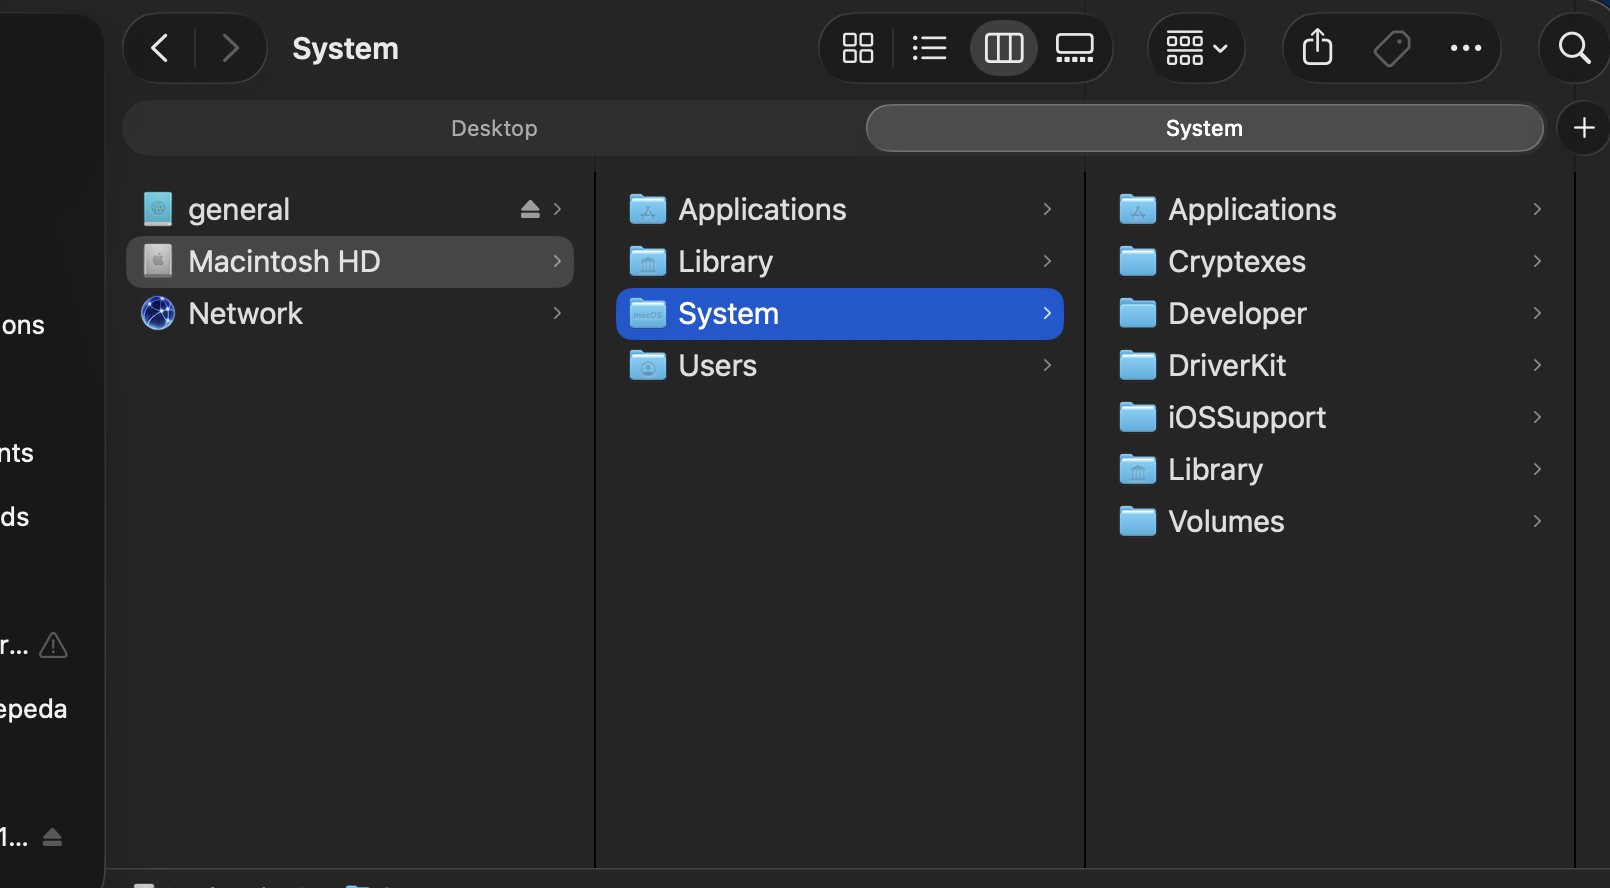 System
Desktop
System
general
Macintosh HD
Network
Applications
Library
macOS
System
Users
Applications
Cryptexes
Developer
DriverKit
iOSSupport
Library
Volumes
ons
nts
ds
r...
epeda
1...